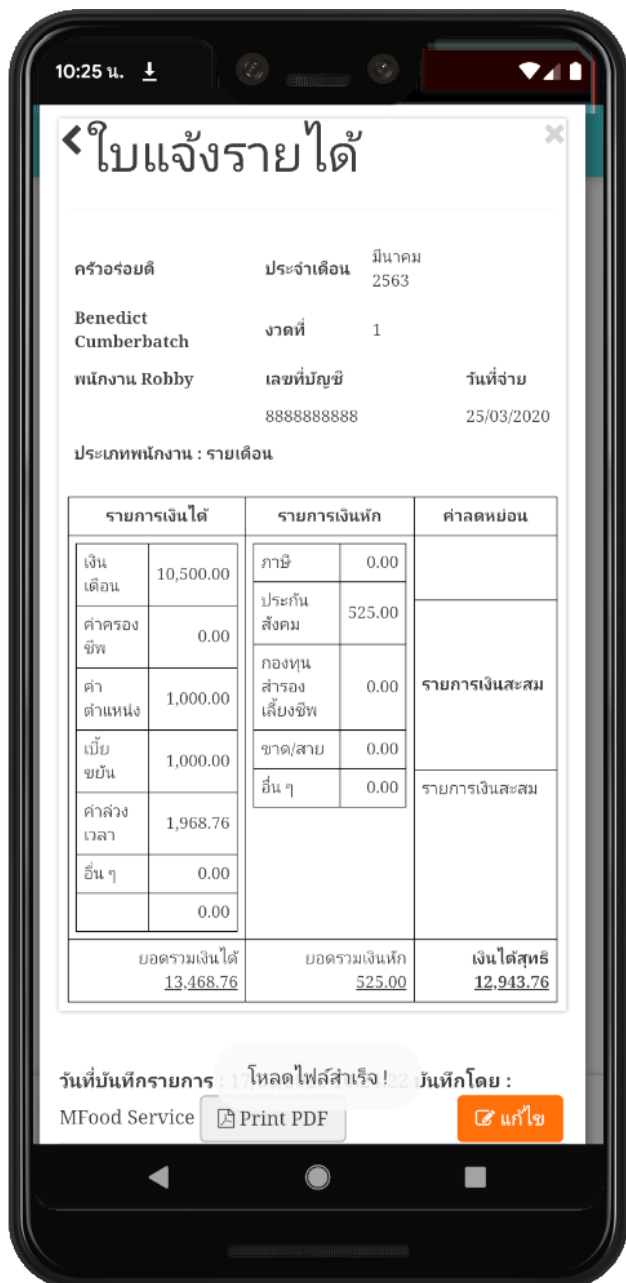 10:25 น.
ใบแจ้งรายได้
ครัวอร่อยดี ประจำเดือน มีนาคม 2563
Benedict Cumberbatch งวดที่ 1
พนักงาน Robby เลขที่บัญชี วันที่จ่าย
8888888888 25/03/2020
ประเภทพนักงาน : รายเดือน
รายการเงินได้ รายการเงินหัก ค่าลดหย่อน
เงินเดือน 10,500.00
ค่าครองชีพ 0.00
ค่าตำแหน่ง 1,000.00
เบี้ยขยัน 1,000.00
ค่าล่วงเวลา 1,968.76
อื่น ๆ 0.00
0.00
ภาษี 0.00
ประกันสังคม 525.00
กองทุนสำรองเลี้ยงชีพ 0.00
ขาด/สาย 0.00
อื่น ๆ 0.00
รายการเงินสะสม
รายการเงินสะสม
ยอดรวมเงินได้ ยอดรวมเงินหัก เงินได้สุทธิ
13,468.76 525.00 12,943.76
วันที่บันทึกรายการ : บันทึกโดย :
โหลดไฟล์สำเร็จ !
MFood Service Print PDF แก้ไข